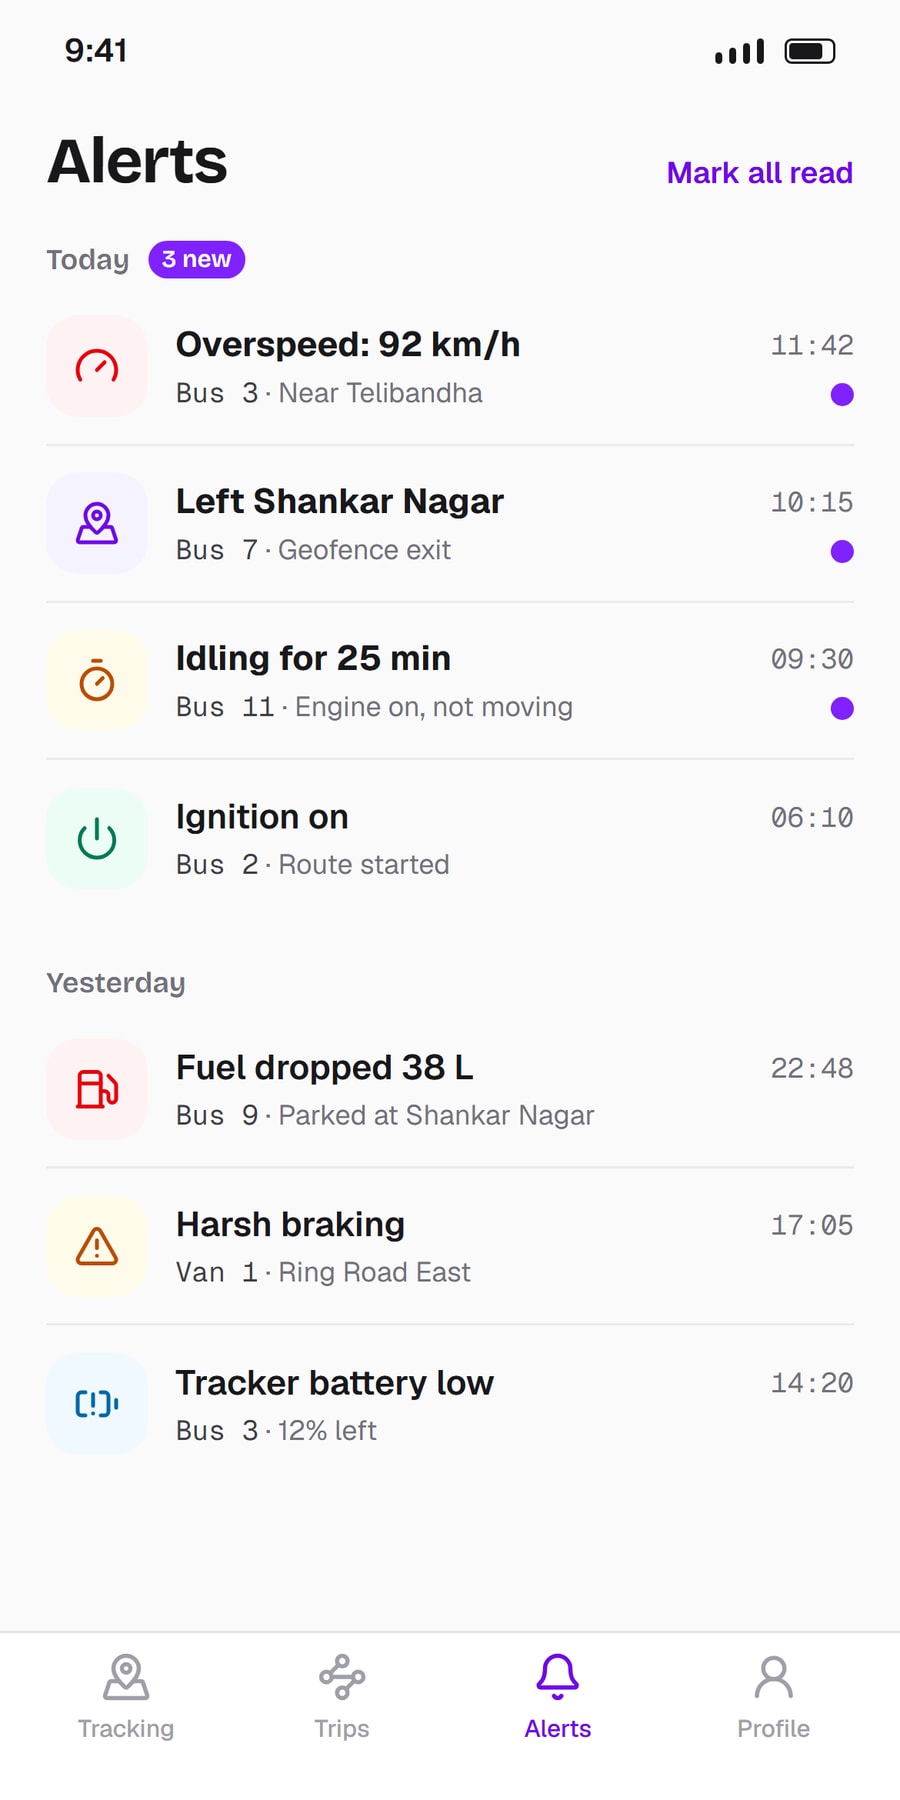 9:41
Alerts
Mark all read
Today 3 new
Overspeed: 92 km/h 11:42
Bus 3 · Near Telibandha
Left Shankar Nagar 10:15
Bus 7 · Geofence exit
Idling for 25 min 09:30
Bus 11 · Engine on, not moving
Ignition on 06:10
Bus 2 · Route started
Yesterday
Fuel dropped 38 L 22:48
Bus 9 · Parked at Shankar Nagar
Harsh braking 17:05
Van 1 · Ring Road East
Tracker battery low 14:20
Bus 3 · 12% left
Tracking Trips Alerts Profile